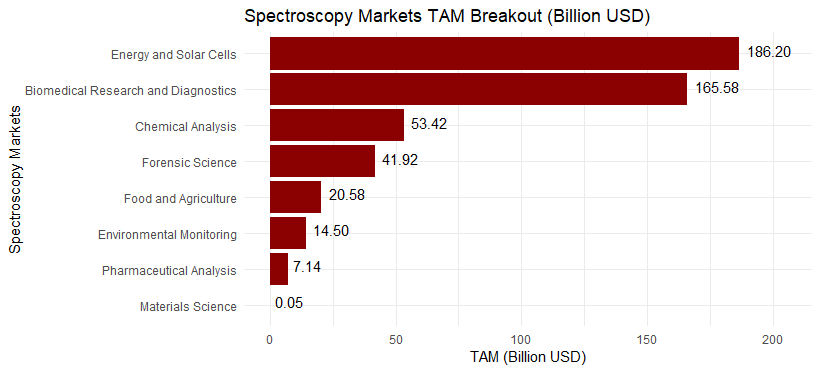 Spectroscopy Markets TAM Breakout (Billion USD)
Spectroscopy Markets
Energy and Solar Cells 186.20
Biomedical Research and Diagnostics 165.58
Chemical Analysis 53.42
Forensic Science 41.92
Food and Agriculture 20.58
Environmental Monitoring 14.50
Pharmaceutical Analysis 7.14
Materials Science 0.05
0 50 100 150 200
TAM (Billion USD)